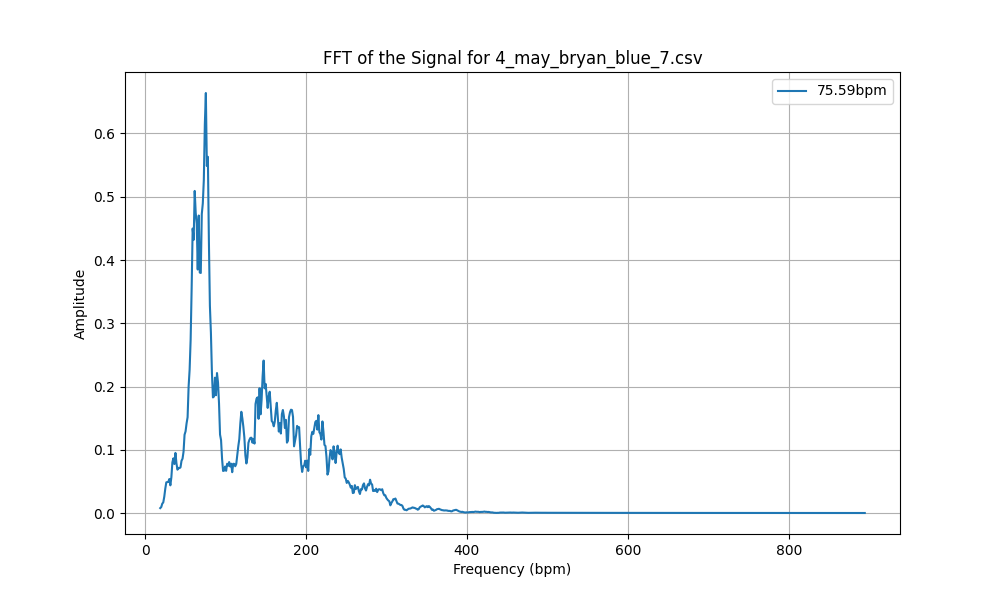 FFT of the Signal for 4_may_bryan_blue_7.csv
75.59bpm
Amplitude
0.6
0.5
0.4
0.3
0.2
0.1
0.0
0 200 400 600 800
Frequency (bpm)